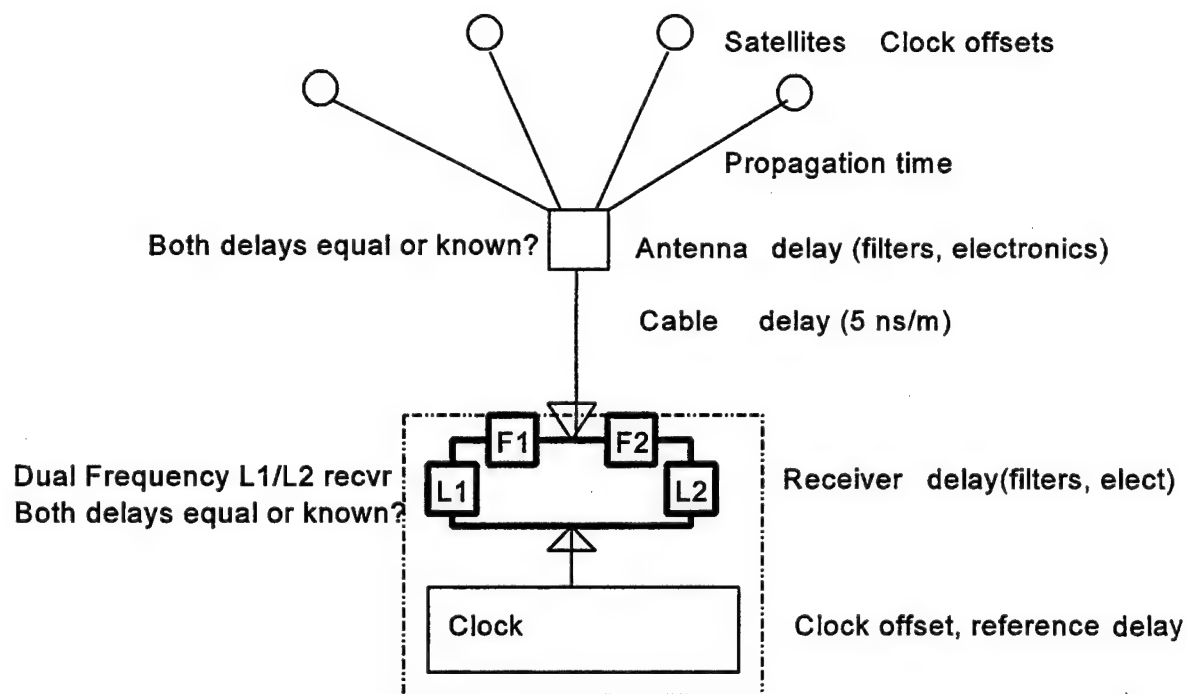 Satellites Clock offsets
Propagation time
Both delays equal or known?
Antenna delay (filters, electronics)
Cable delay (5 ns/m)
F1
F2
Dual Frequency L1/L2 recvr
L1
L2
Receiver delay(filters, elect)
Both delays equal or known?
Clock
Clock offset, reference delay